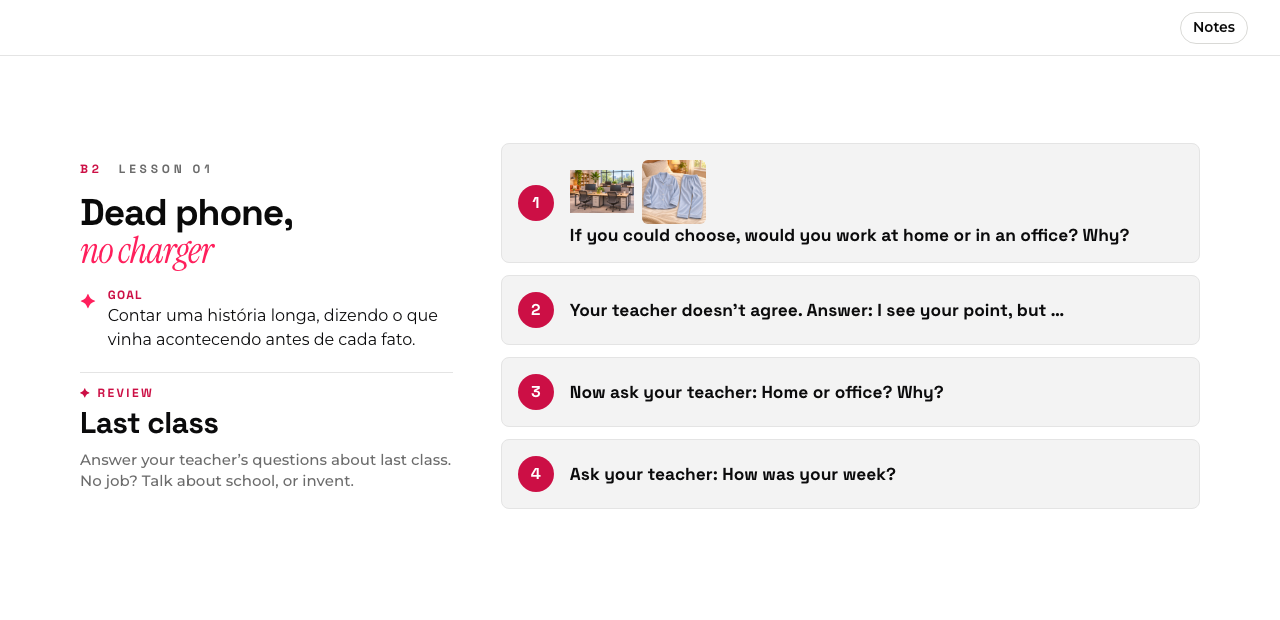 Notes
B2 LESSON 01
Dead phone,
no charger
GOAL
Contar uma história longa, dizendo o que
vinha acontecendo antes de cada fato.
REVIEW
Last class
Answer your teacher’s questions about last class.
No job? Talk about school, or invent.
1
If you could choose, would you work at home or in an office? Why?
2
Your teacher doesn’t agree. Answer: I see your point, but ...
3
Now ask your teacher: Home or office? Why?
4
Ask your teacher: How was your week?